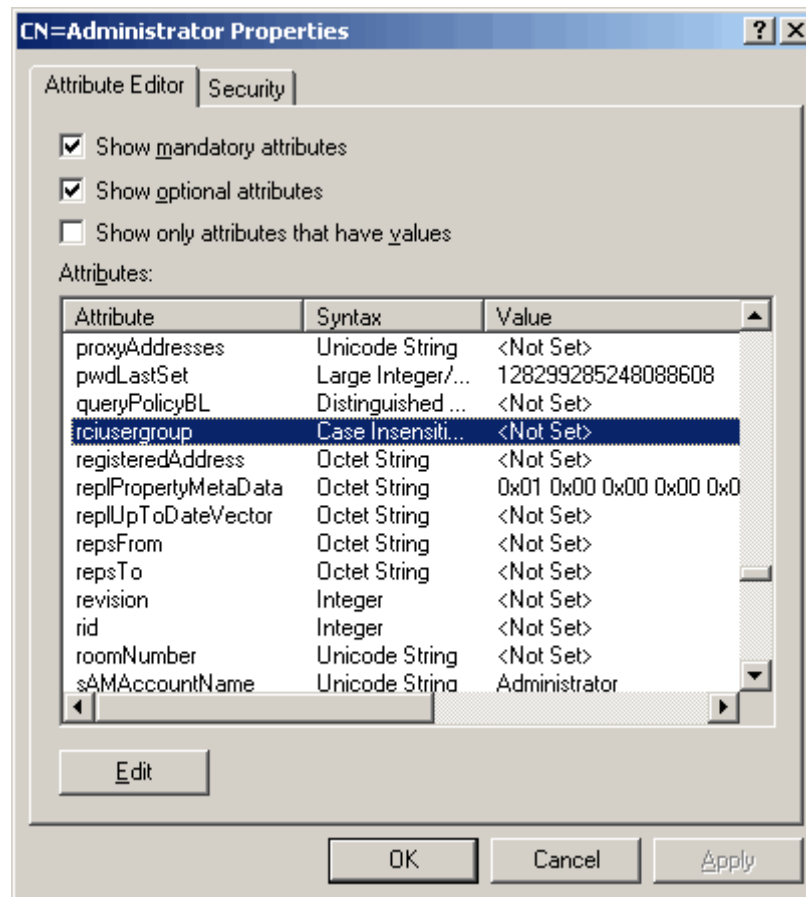 CN=Administrator Properties
Attribute Editor Security
Show mandatory attributes
Show optional attributes
Show only attributes that have values
Attributes:
Attribute Syntax Value
proxyAddresses Unicode String <Not Set>
pwdLastSet Large Integer/... 128299285248088608
queryPolicyBL Distinguished ... <Not Set>
rciusergroup Case Insensiti... <Not Set>
registeredAddress Octet String <Not Set>
replPropertyMetaData Octet String 0x01 0x00 0x00 0x00 0x0
replUpToDateVector Octet String <Not Set>
repsFrom Octet String <Not Set>
repsTo Octet String <Not Set>
revision Integer <Not Set>
rid Integer <Not Set>
roomNumber Unicode String <Not Set>
sAMAccountName Unicode String Administrator
Edit
OK Cancel Apply